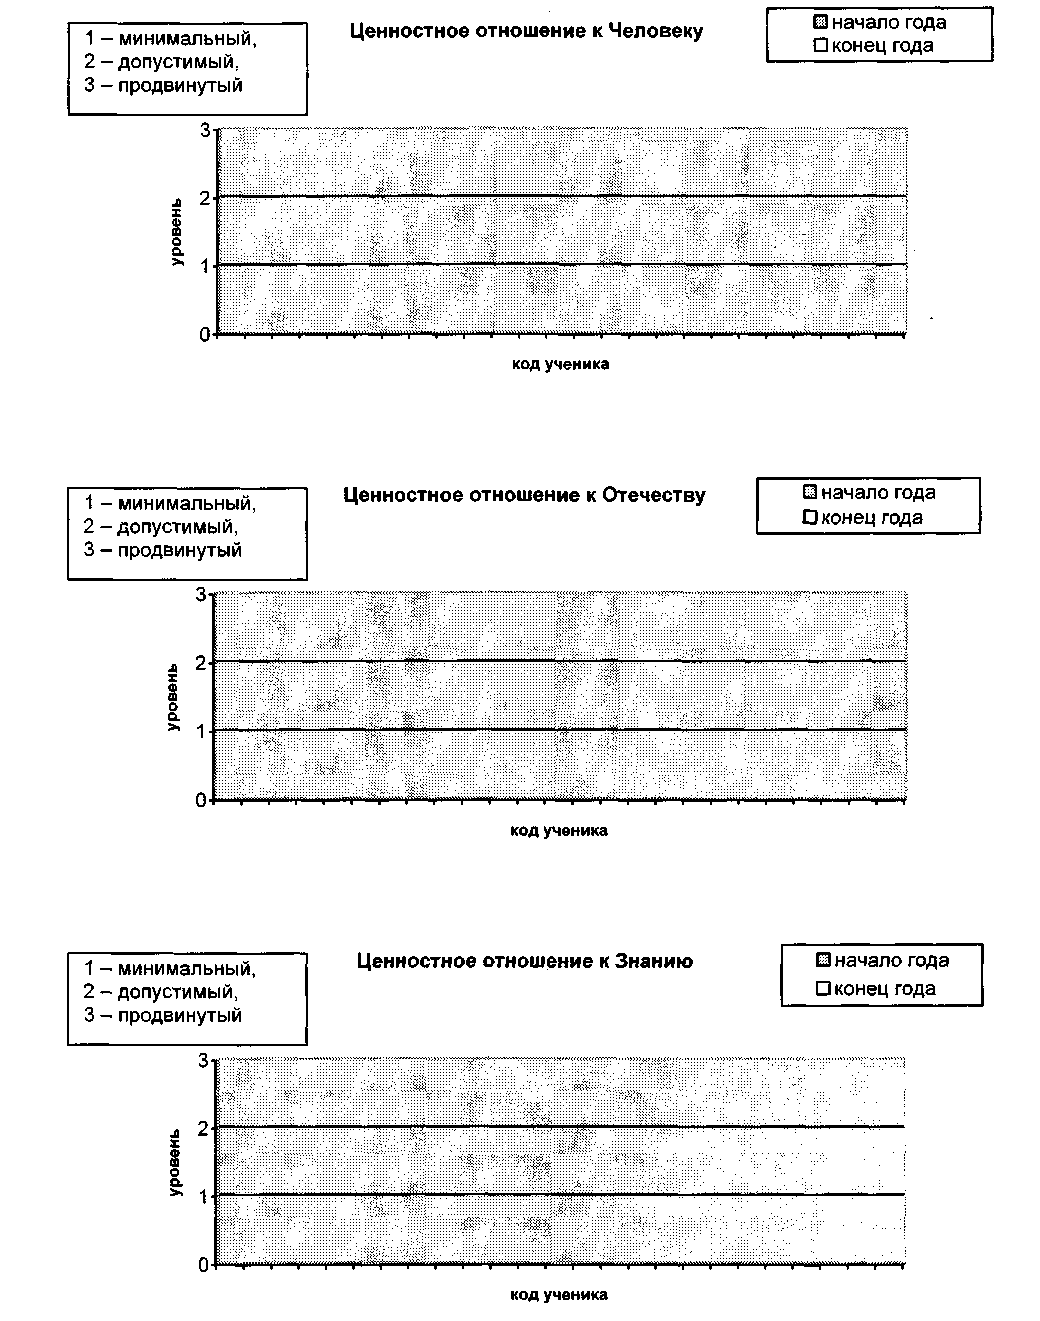 1 – минимальный,
2 – допустимый,
3 – продвинутый
Ценностное отношение к Человеку
начало года
конец года
3
2
1
0
уровень
код ученика
1 – минимальный,
2 – допустимый,
3 – продвинутый
Ценностное отношение к Отечеству
начало года
конец года
3
2
1
0
уровень
код ученика
1 – минимальный,
2 – допустимый,
3 – продвинутый
Ценностное отношение к Знанию
начало года
конец года
3
2
1
0
уровень
код ученика